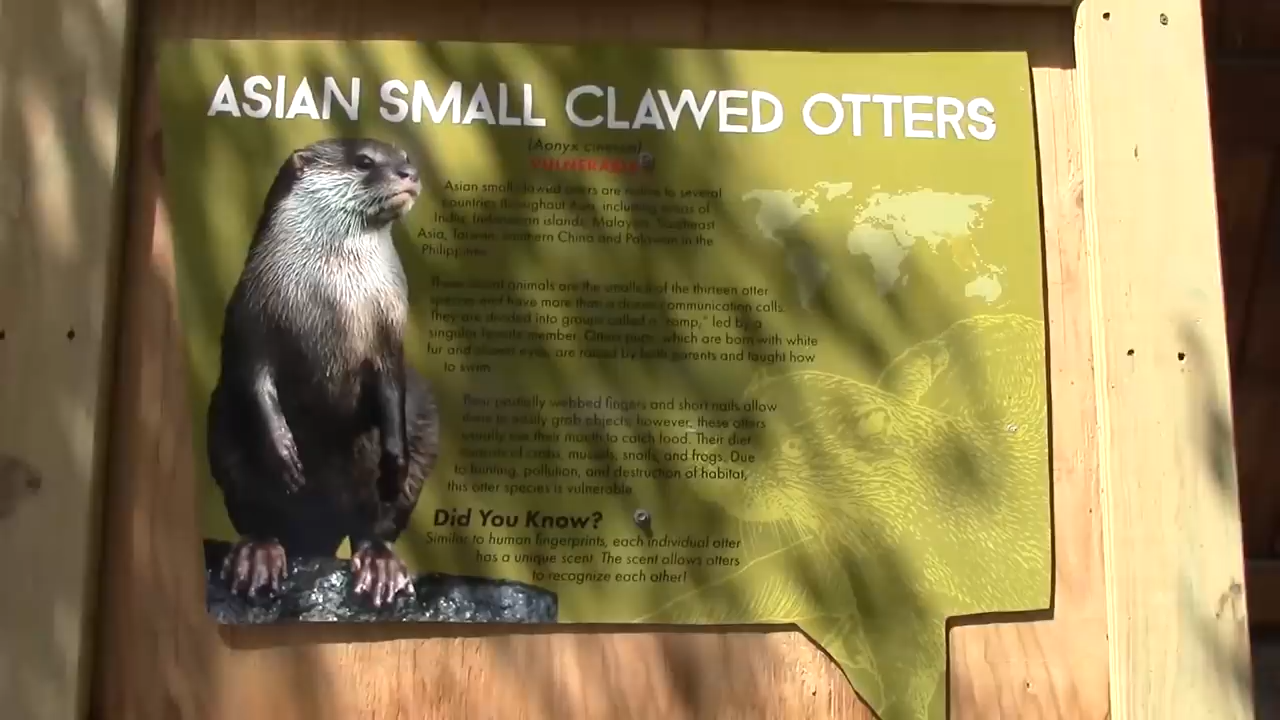 ASIAN SMALL CLAWED OTTERS
(Aonyx cinerea)
VULNERABLE
Asian small clawed otters are native to several
countries throughout Asia, including areas of
India, Indonesian islands, Malaysia, Southeast
Asia, Taiwan, Southern China and Palawan in the
Philippines.
These social animals are the smallest of the thirteen otter
species and have more than a dozen communication calls.
They are divided into groups called a "romp," led by a
singular female member. Otter pups, which are born with white
fur and closed eyes, are raised by both parents and taught how
to swim.
Their partially webbed fingers and short nails allow
them to easily grab objects, however, these otters
usually use their mouth to catch food. Their diet
consists of crabs, mussels, snails, and frogs. Due
to hunting, pollution, and destruction of habitat,
this otter species is vulnerable.
Did You Know?
Similar to human fingerprints, each individual otter
has a unique scent. The scent allows otters
to recognize each other!